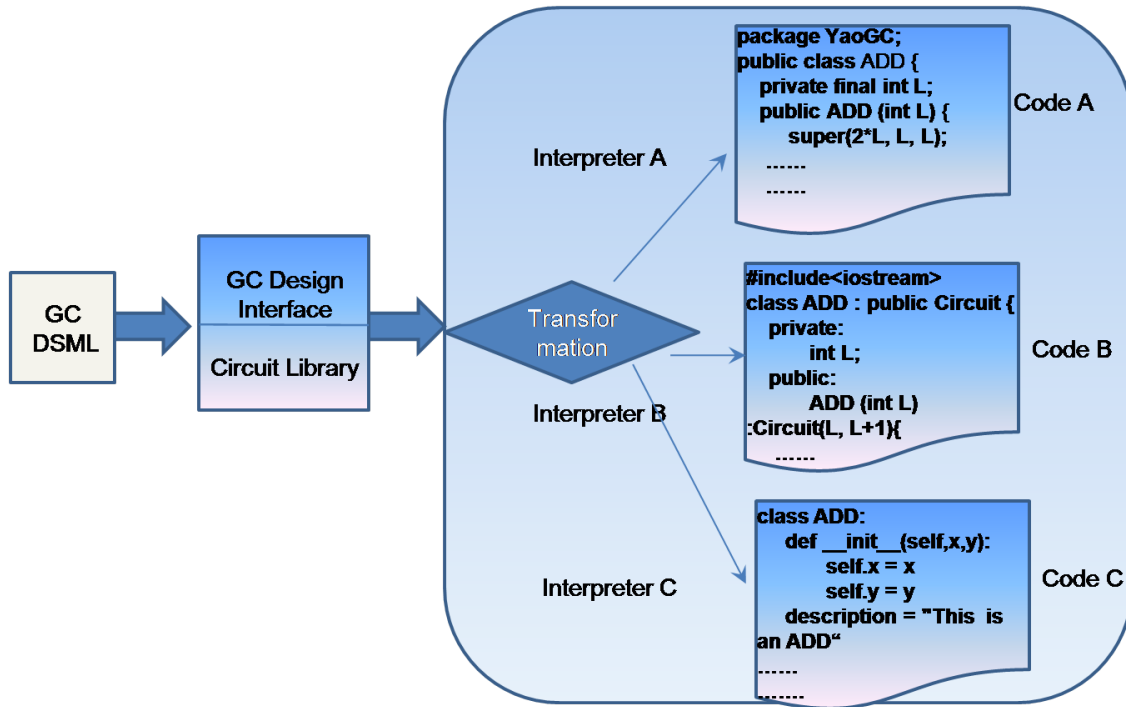 GC
DSML
GC Design
Interface
Circuit Library
Transfor
mation
Interpreter A
package YaoGC;
public class ADD {
private final int L;
public ADD (int L) {
super(2*L, L, L);
......
......
Code A
Interpreter B
#include<iostream>
class ADD : public Circuit {
private:
int L;
public:
ADD (int L)
:Circuit(L, L+1){
......
Code B
Interpreter C
class ADD:
def __init__(self,x,y):
self.x = x
self.y = y
description = "This is
an ADD“
......
.......
Code C